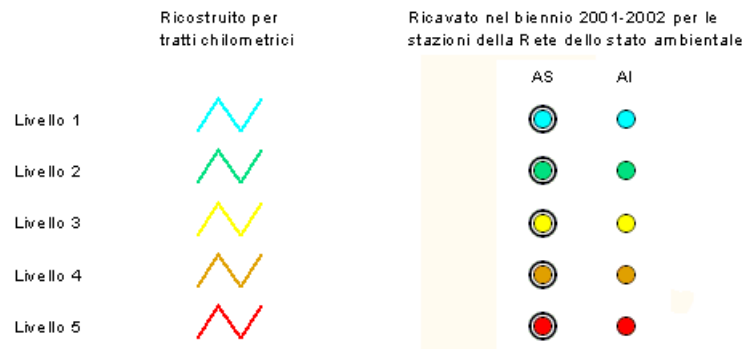 Ricostruito per
tratti chilometrici
Ricavato nel biennio 2001-2002 per le
stazioni della Rete dello stato ambientale
AS AI
Livello 1
Livello 2
Livello 3
Livello 4
Livello 5